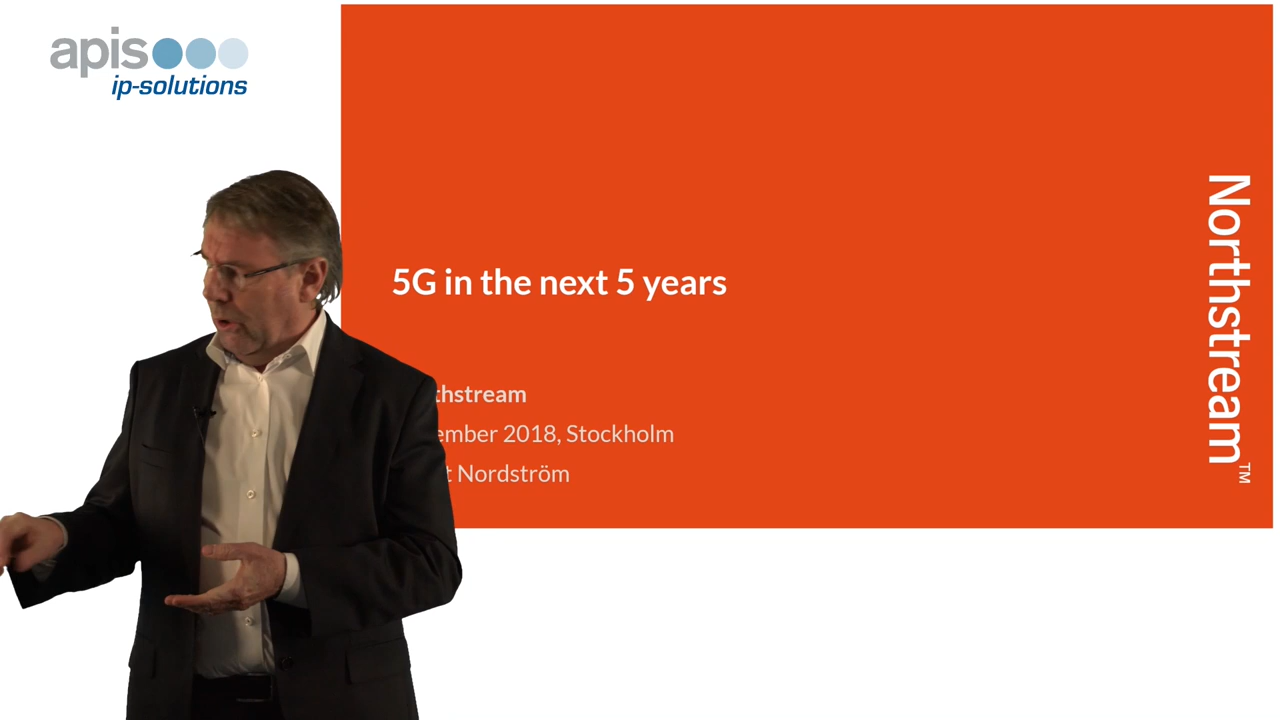 apis
ip-solutions
5G in the next 5 years
thstream
ember 2018, Stockholm
t Nordström
Northstream™